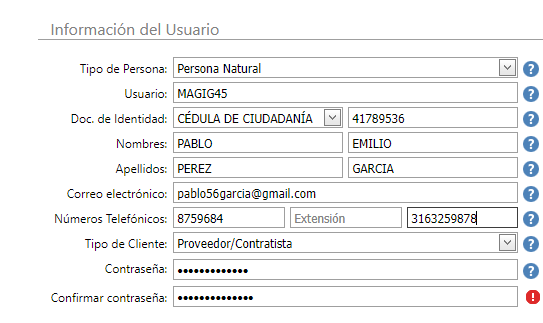 Información del Usuario
Tipo de Persona: Persona Natural
Usuario: MAGIG45
Doc. de Identidad: CÉDULA DE CIUDADANÍA 41789536
Nombres: PABLO EMILIO
Apellidos: PEREZ GARCIA
Correo electrónico: pablo56garcia@gmail.com
Números Telefónicos: 8759684 Extensión 3163259878
Tipo de Cliente: Proveedor/Contratista
Contraseña: •••••••••••••
Confirmar contraseña: ••••••••••••••